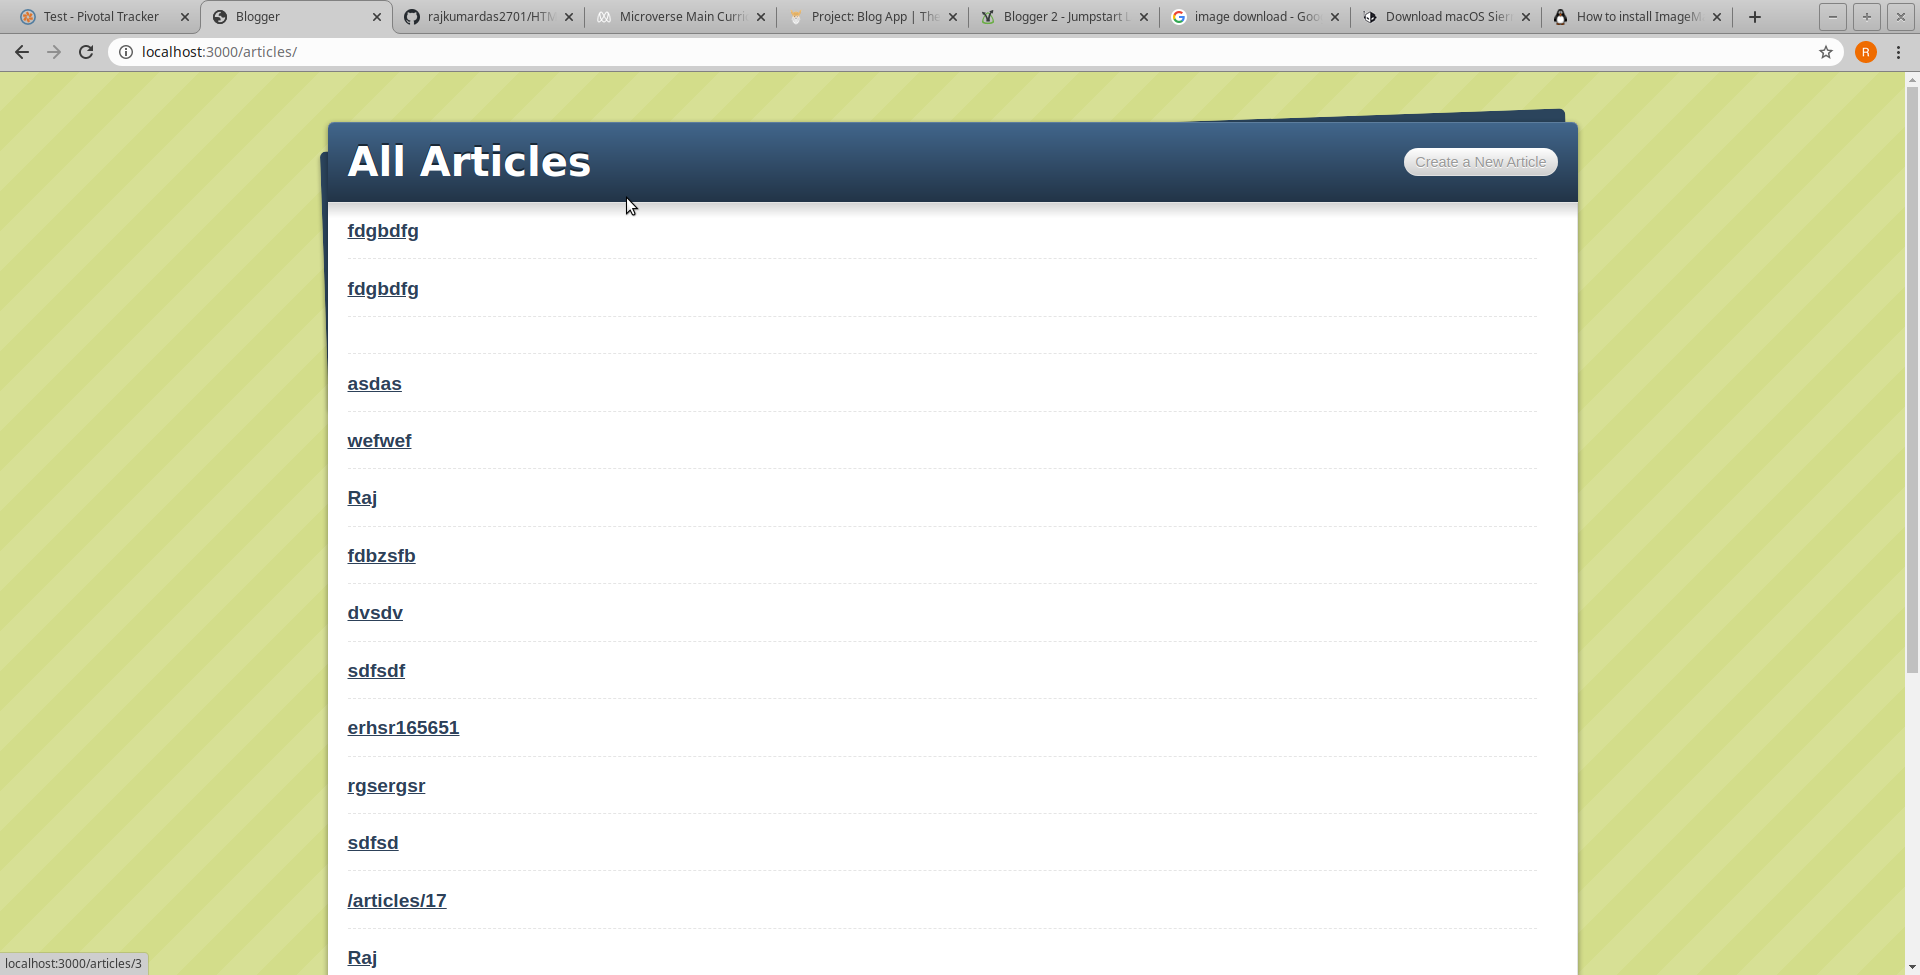 Test - Pivotal Tracker
Blogger
rajkumardas2701/HTM
Microverse Main Curri
Project: Blog App | The
Blogger 2 - Jumpstart L
image download - Goo
Download macOS Sier
How to install ImageM
localhost:3000/articles/
R
All Articles
Create a New Article
fdgbdfg
fdgbdfg
asdas
wefwef
Raj
fdbzsfb
dvsdv
sdfsdf
erhsr165651
rgsergsr
sdfsd
/articles/17
Raj
localhost:3000/articles/3